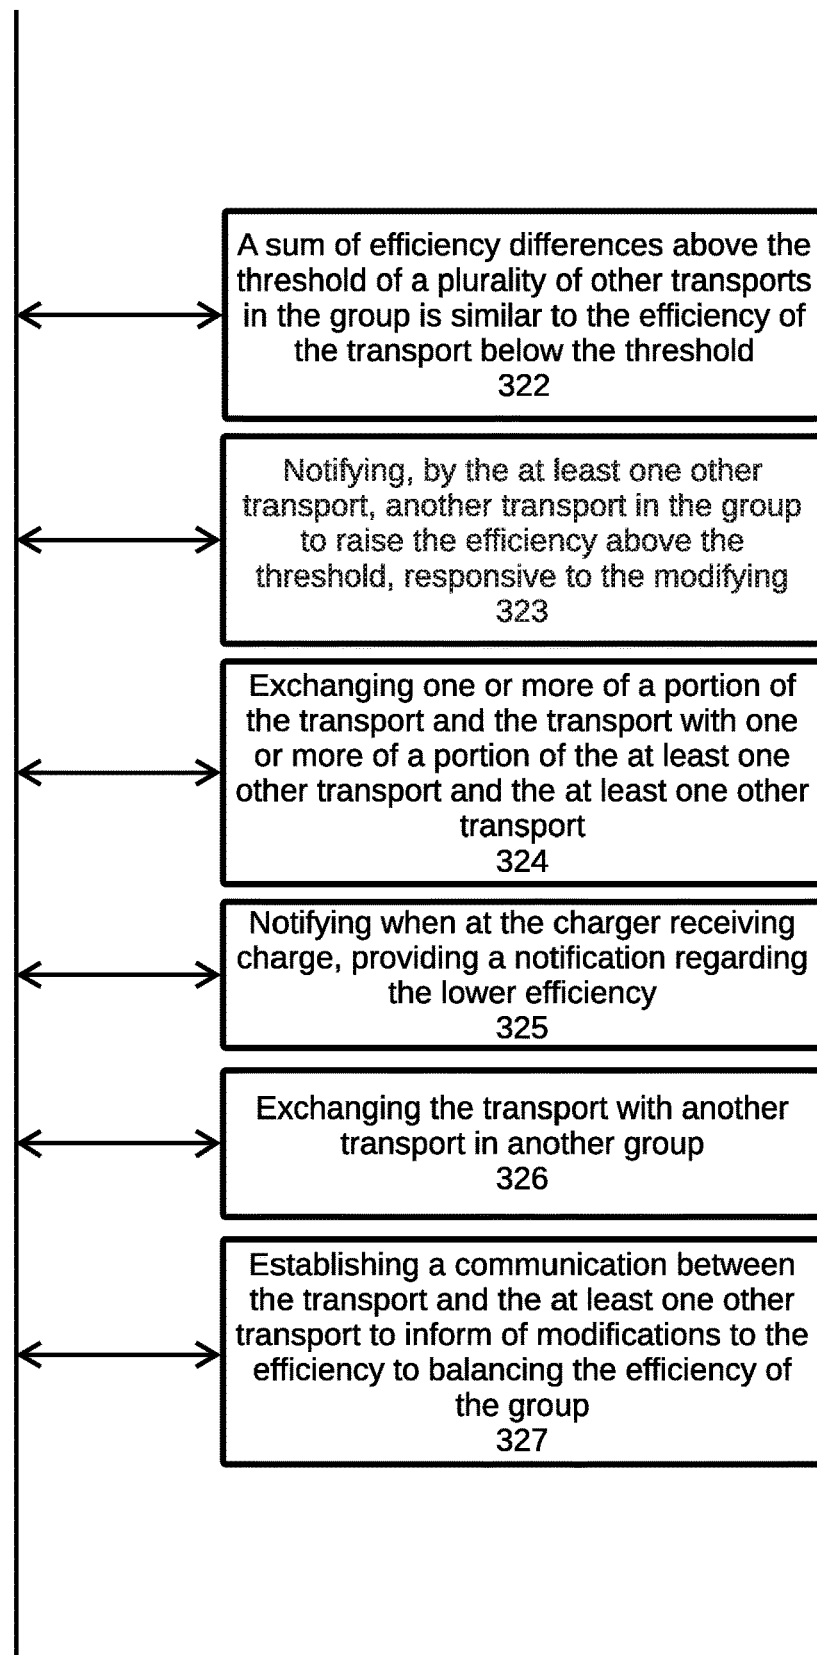 A sum of efficiency differences above the
threshold of a plurality of other transports
in the group is similar to the efficiency of
the transport below the threshold
322
Notifying, by the at least one other
transport, another transport in the group
to raise the efficiency above the
threshold, responsive to the modifying
323
Exchanging one or more of a portion of
the transport and the transport with one
or more of a portion of the at least one
other transport and the at least one other
transport
324
Notifying when at the charger receiving
charge, providing a notification regarding
the lower efficiency
325
Exchanging the transport with another
transport in another group
326
Establishing a communication between
the transport and the at least one other
transport to inform of modifications to the
efficiency to balancing the efficiency of
the group
327